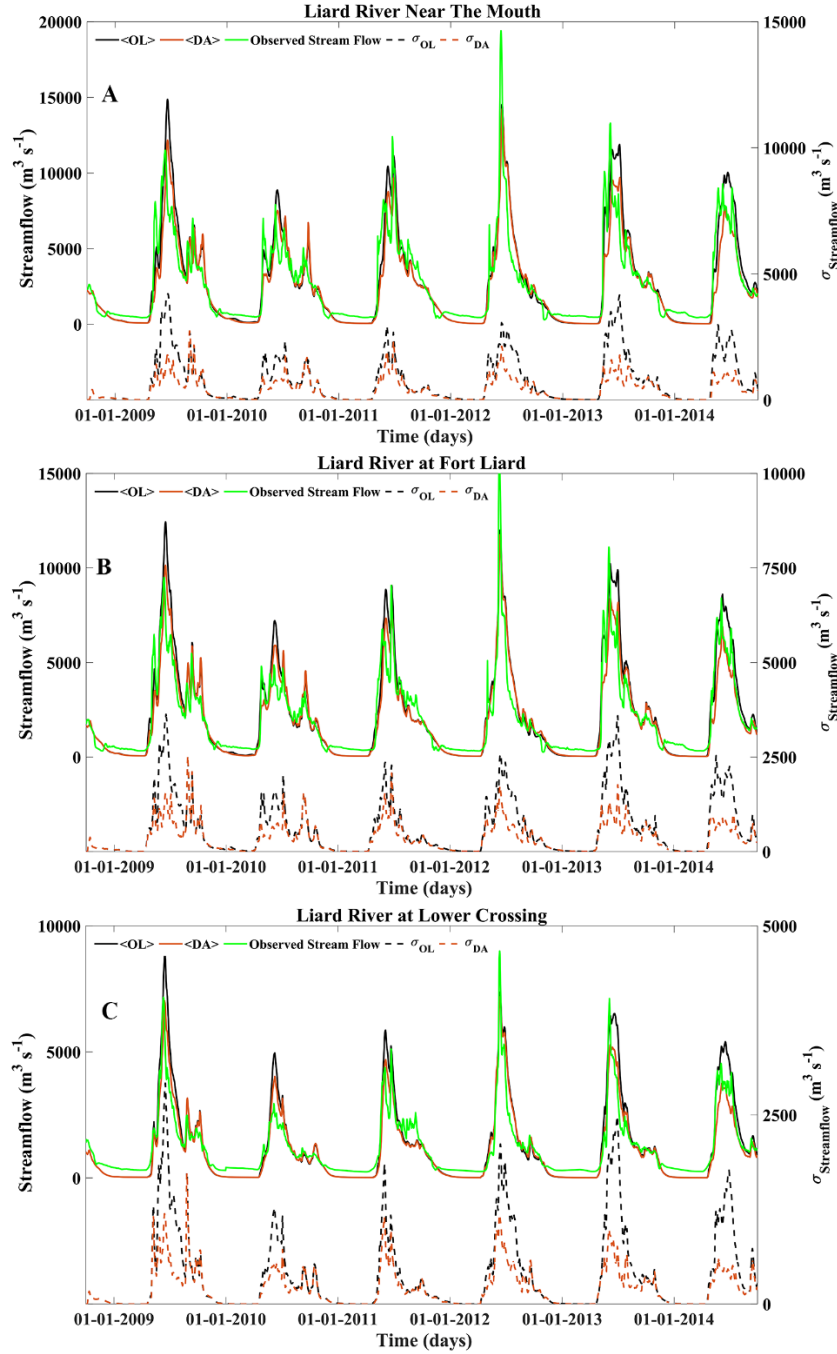 Liard River Near The Mouth
20000
15000
<OL> <DA> Observed Stream Flow σOL σDA
A
15000
10000
10000
5000
5000
0
0
Streamflow (m³ s⁻¹)
σStreamflow (m³ s⁻¹)
01-01-2009 01-01-2010 01-01-2011 01-01-2012 01-01-2013 01-01-2014
Time (days)
Liard River at Fort Liard
15000
10000
<OL> <DA> Observed Stream Flow σOL σDA
B
10000
7500
5000
5000
0
2500
0
Streamflow (m³ s⁻¹)
σStreamflow (m³ s⁻¹)
01-01-2009 01-01-2010 01-01-2011 01-01-2012 01-01-2013 01-01-2014
Time (days)
Liard River at Lower Crossing
10000
5000
<OL> <DA> Observed Stream Flow σOL σDA
C
5000
2500
0
0
Streamflow (m³ s⁻¹)
σStreamflow (m³ s⁻¹)
01-01-2009 01-01-2010 01-01-2011 01-01-2012 01-01-2013 01-01-2014
Time (days)